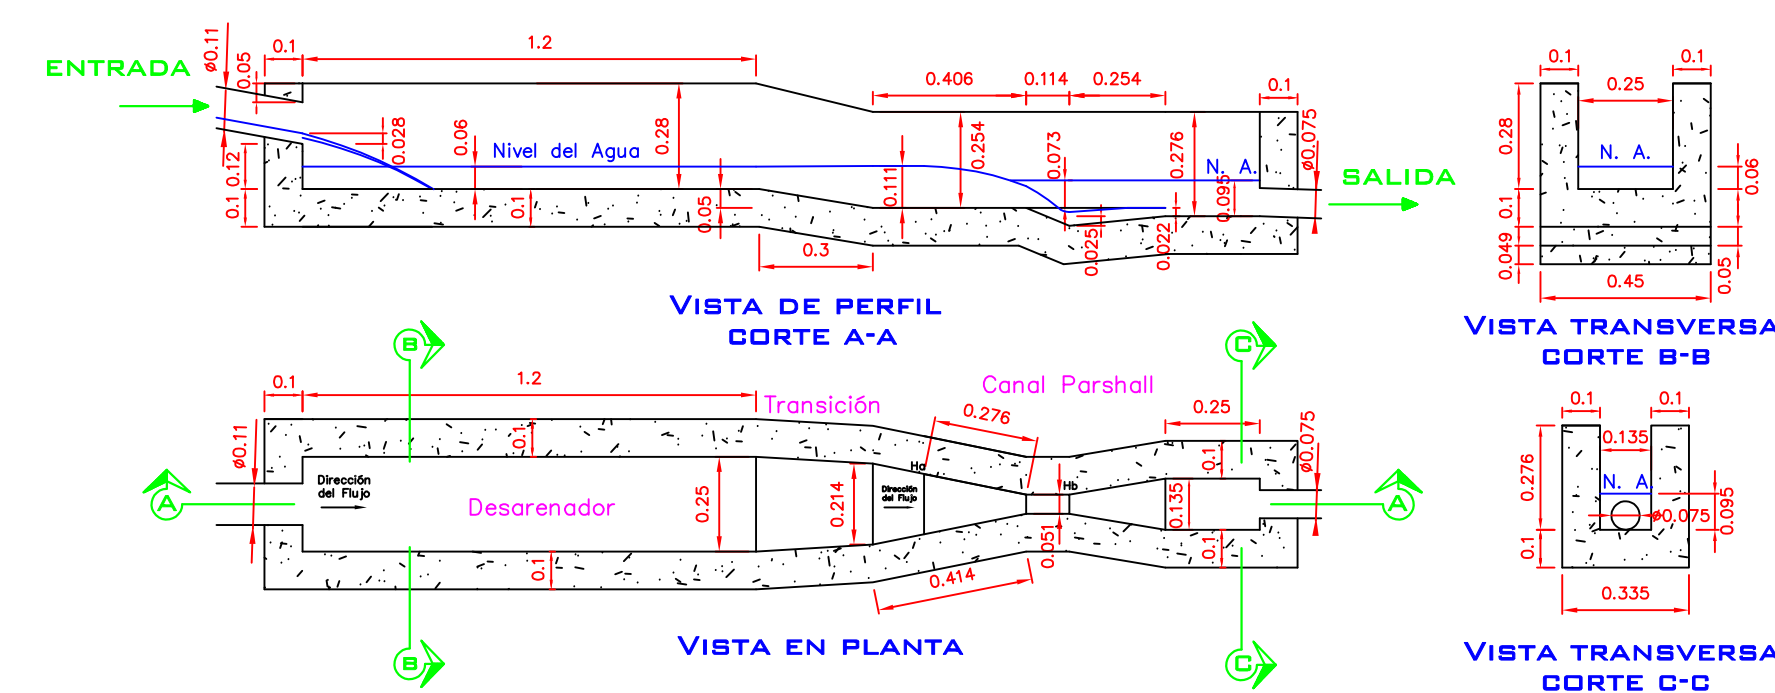 ENTRADA
ø0.11
0.05
0.1
1.2
0.028
0.06
0.28
0.12
0.1
0.1
0.05
Nivel del Agua
0.3
0.406
0.114
0.254
0.1
0.254
0.111
0.073
0.276
0.025
0.022
0.095
N. A.
ø0.075
SALIDA
VISTA DE PERFIL
CORTE A-A
0.1
0.1
0.25
0.28
N. A.
0.06
0.1
0.049
0.05
0.45
VISTA TRANSVERSA
CORTE B-B
B
C
0.1
1.2
Transición
Canal Parshall
0.276
0.25
ø0.11
0.1
0.1
ø0.075
A
Dirección
del Flujo
Desarenador
0.25
0.214
Ha
Dirección
del Flujo
Hb
0.051
0.135
A
0.1
0.1
0.414
B
C
VISTA EN PLANTA
0.1
0.1
0.135
0.276
N. A.
ø0.075
0.095
0.1
0.335
VISTA TRANSVERSA
CORTE C-C